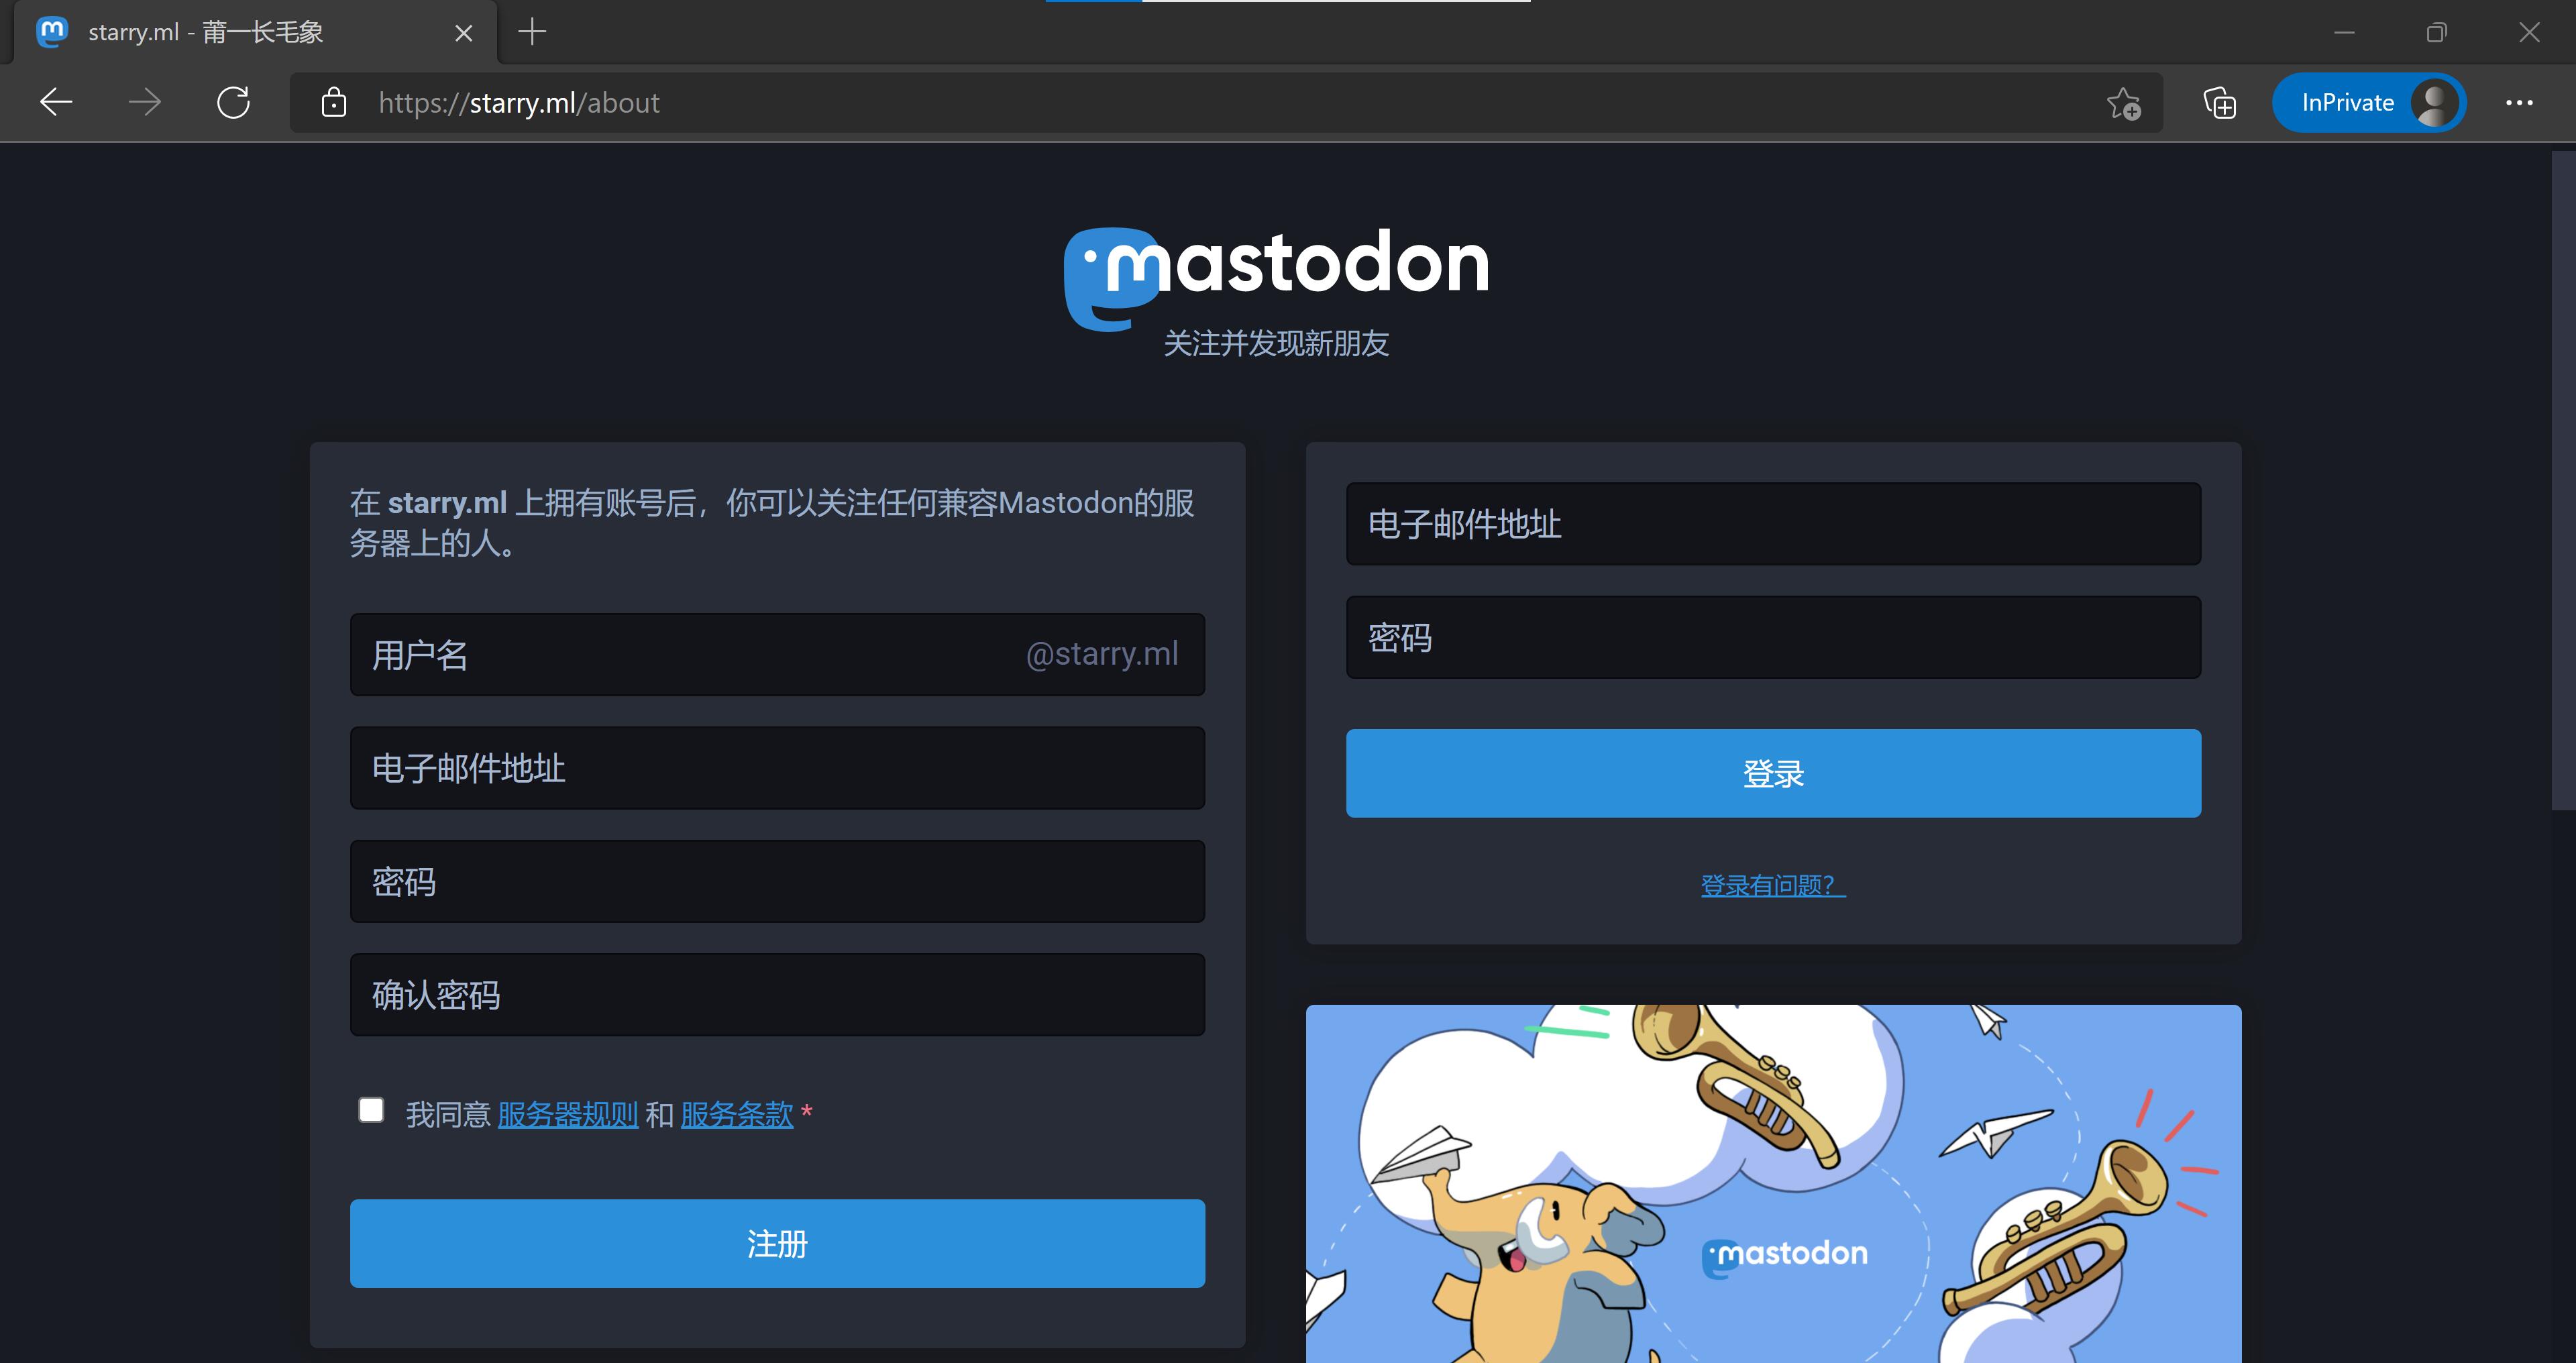 starry.ml - 莆一长毛象
https://starry.ml/about
InPrivate
mastodon
关注并发现新朋友
在 starry.ml 上拥有账号后，你可以关注任何兼容Mastodon的服
务器上的人。
用户名 @starry.ml
电子邮件地址
密码
确认密码
我同意 服务器规则 和 服务条款 *
注册
电子邮件地址
密码
登录
登录有问题？
mastodon